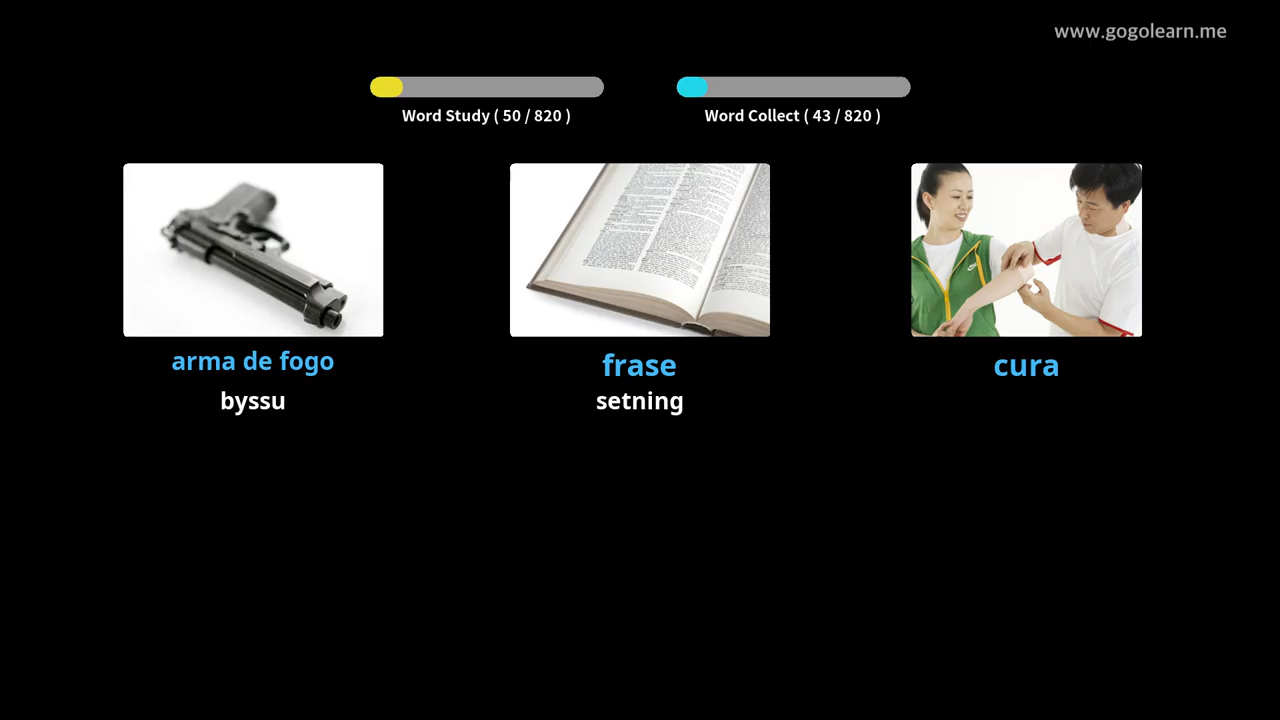 www.gogolearn.me
Word Study ( 50 / 820 )
Word Collect ( 43 / 820 )
arma de fogo
byssu
frase
setning
cura